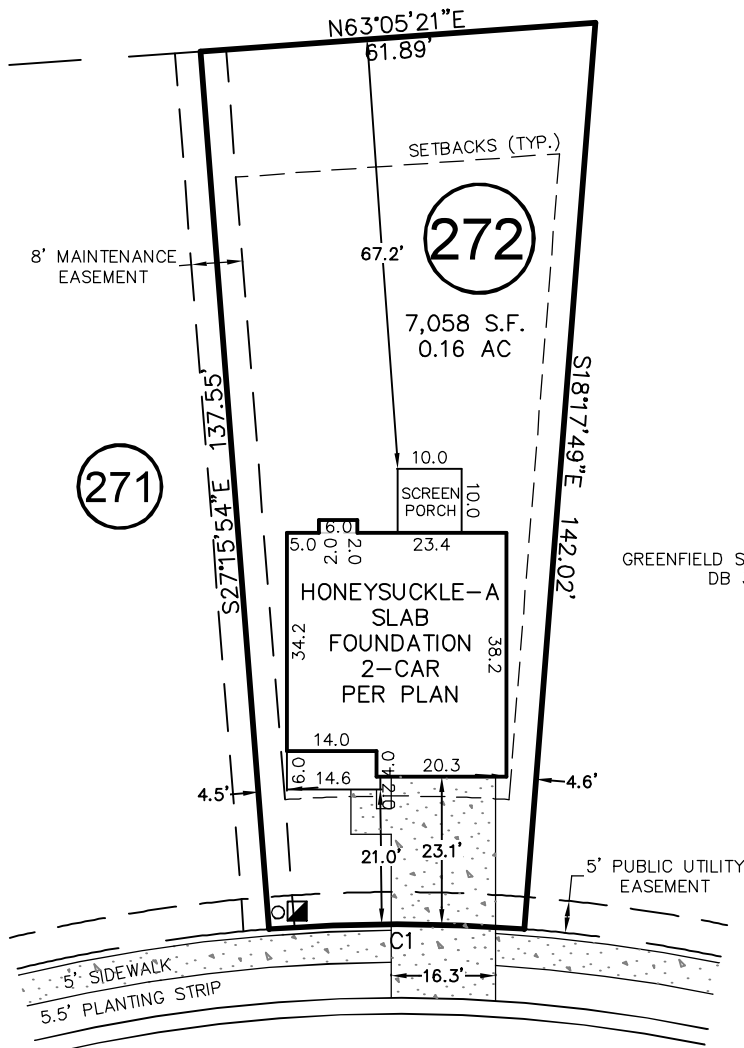 N63°05'21"E
61.89'
SETBACKS (TYP.)
272
8' MAINTENANCE
EASEMENT
67.2'
7,058 S.F.
0.16 AC
S27°15'54"E 137.55'
S18°17'49"E 142.02'
271
10.0
SCREEN
PORCH
10.0
6.0
5.0
2.0
2.0
23.4
GREENFIELD S
DB
HONEYSUCKLE-A
SLAB
FOUNDATION
2-CAR
PER PLAN
34.2
38.2
14.0
6.0
14.6
4.0
2.0
20.3
4.5'
4.6'
21.0'
23.1'
5' PUBLIC UTILITY
EASEMENT
C1
5' SIDEWALK
16.3'
5.5' PLANTING STRIP